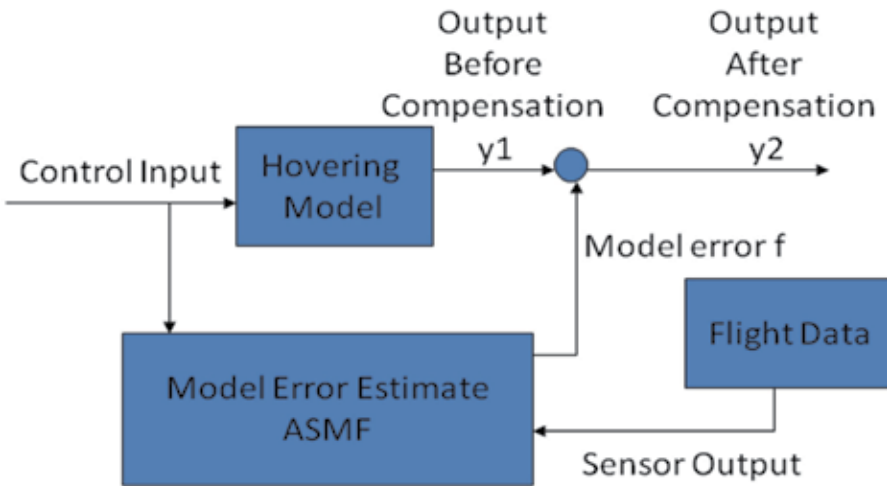 Output
Before
Compensation
y1
Output
After
Compensation
y2
Control Input
Hovering
Model
Model error f
Flight Data
Model Error Estimate
ASMF
Sensor Output